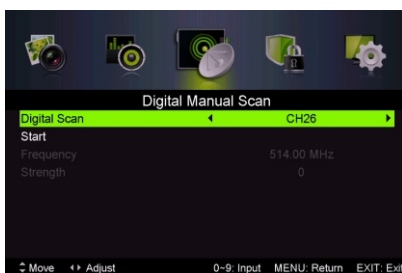 Digital Manual Scan
Digital Scan CH26
Start
Frequency 514.00 MHz
Strength 0
Move Adjust 0~9: Input MENU: Return EXIT: Exit